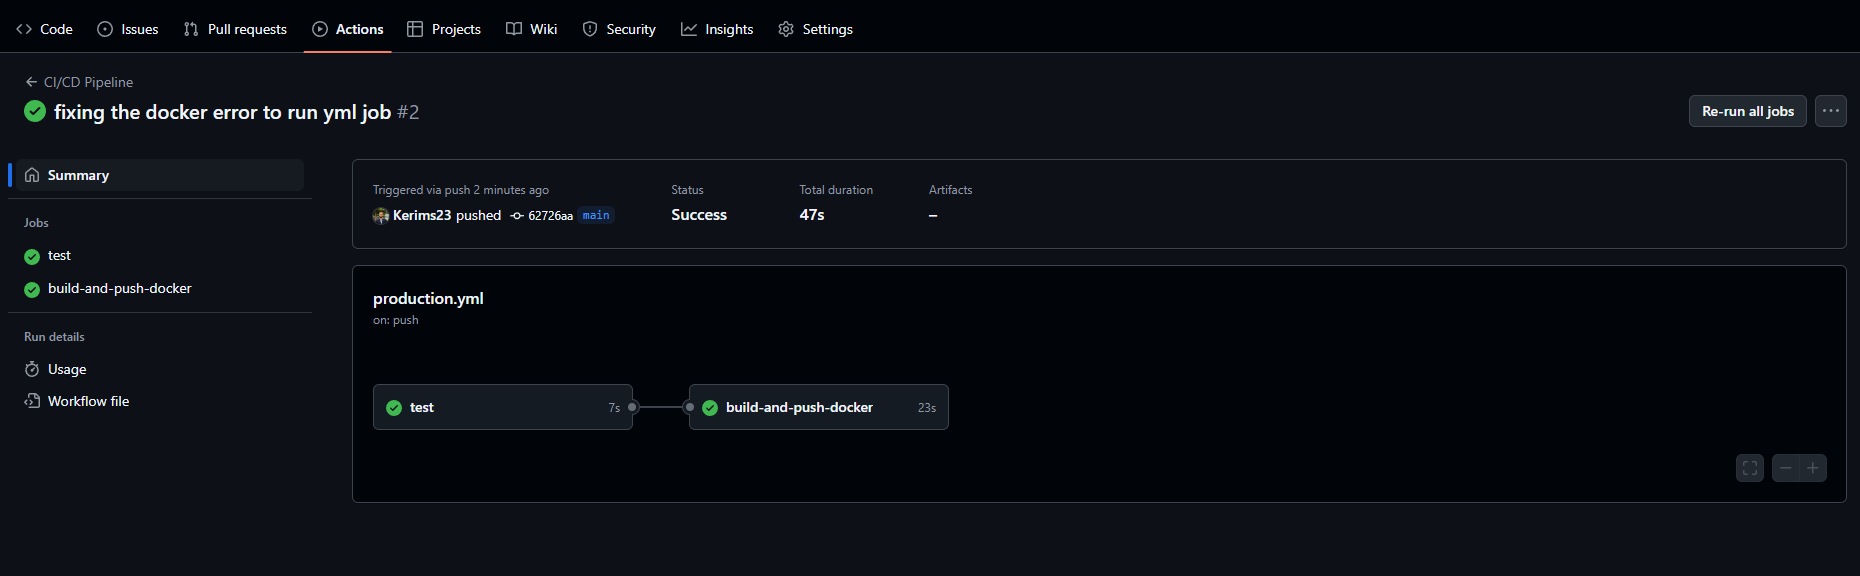 Code Issues Pull requests Actions Projects Wiki Security Insights Settings
CI/CD Pipeline
fixing the docker error to run yml job #2
Re-run all jobs
Summary
Jobs
test
build-and-push-docker
Run details
Usage
Workflow file
Triggered via push 2 minutes ago
Kerims23 pushed 62726aa main
Status
Success
Total duration
47s
Artifacts
–
production.yml
on: push
test 7s
build-and-push-docker 23s